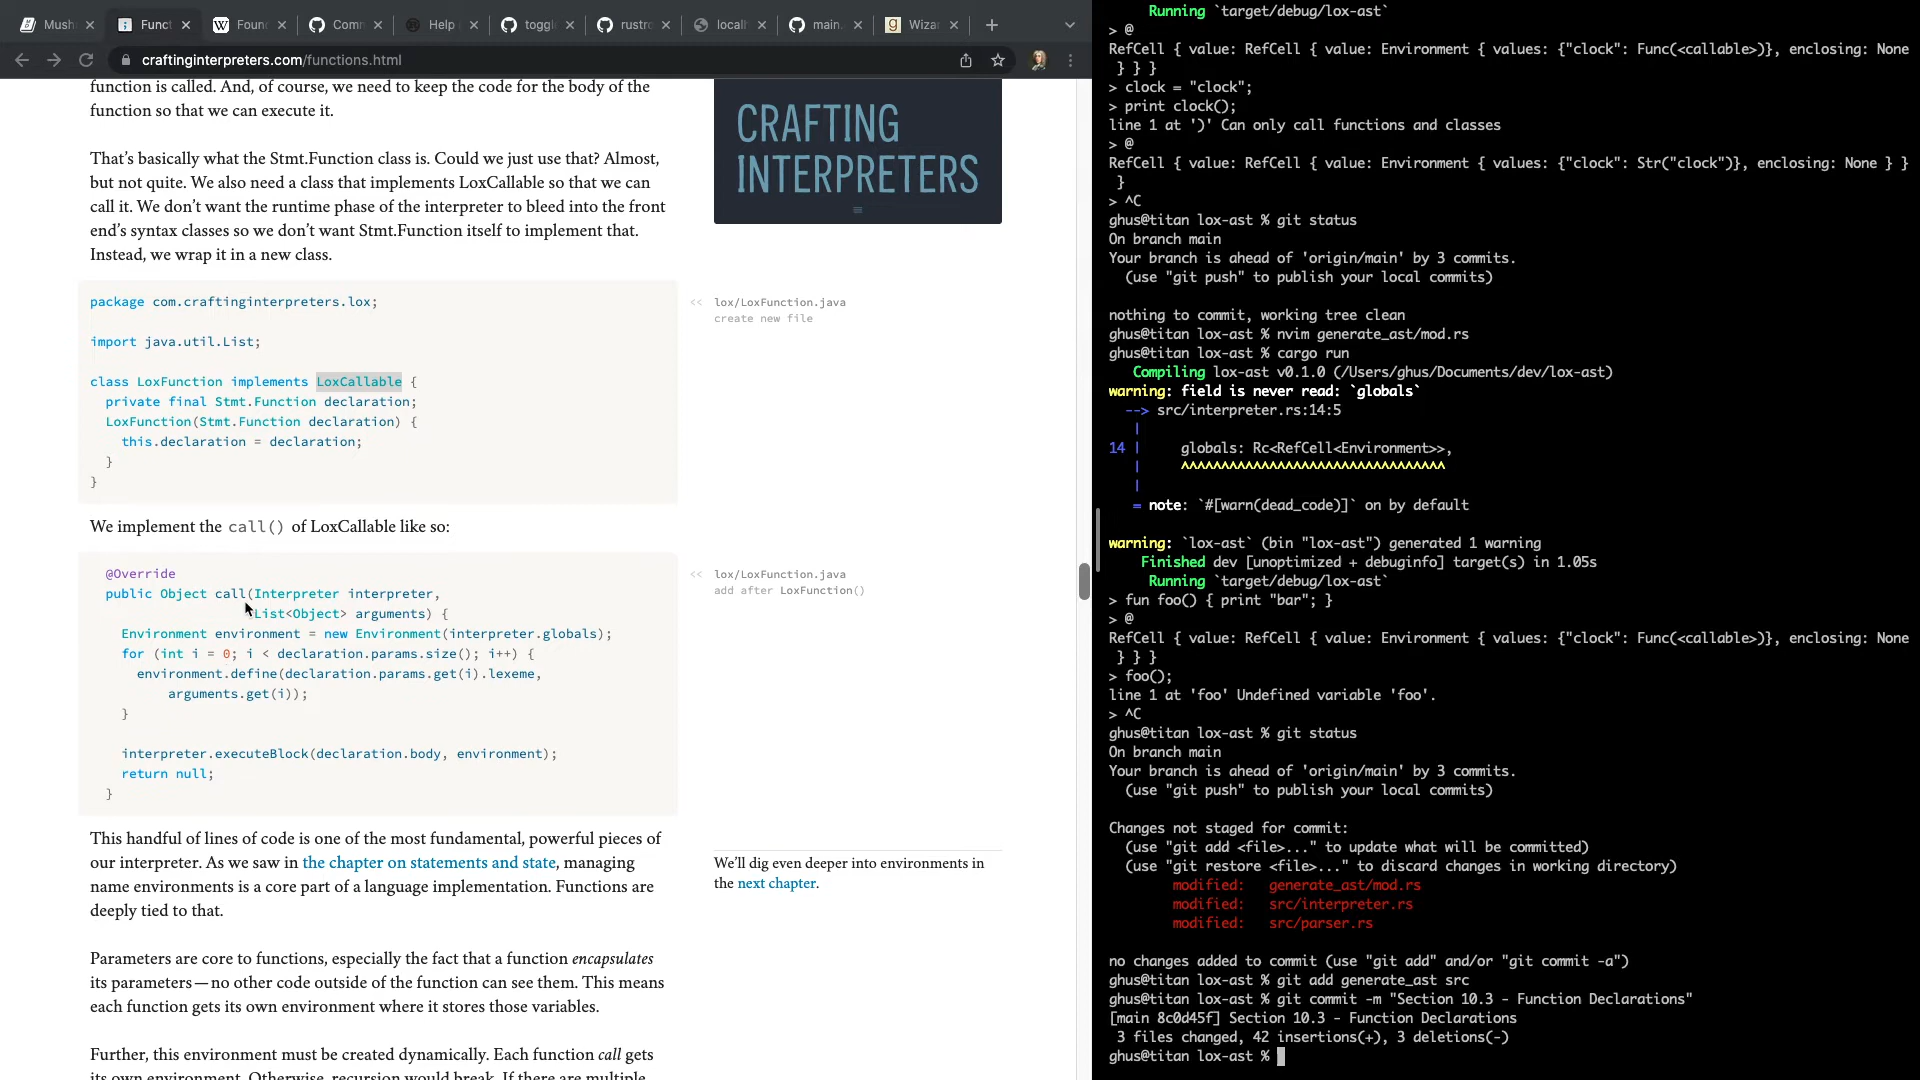 Mush
Funct
Found
Comm
Help
toggl
rustro
localh
main.
Wizar
craftinginterpreters.com/functions.html
function is called. And, of course, we need to keep the code for the body of the
function so that we can execute it.
That’s basically what the Stmt.Function class is. Could we just use that? Almost,
but not quite. We also need a class that implements LoxCallable so that we can
call it. We don’t want the runtime phase of the interpreter to bleed into the front
end’s syntax classes so we don’t want Stmt.Function itself to implement that.
Instead, we wrap it in a new class.
package com.craftinginterpreters.lox;
import java.util.List;
class LoxFunction implements LoxCallable {
private final Stmt.Function declaration;
LoxFunction(Stmt.Function declaration) {
this.declaration = declaration;
}
}
We implement the call() of LoxCallable like so:
@Override
public Object call(Interpreter interpreter,
List<Object> arguments) {
Environment environment = new Environment(interpreter.globals);
for (int i = 0; i < declaration.params.size(); i++) {
environment.define(declaration.params.get(i).lexeme,
arguments.get(i));
}
interpreter.executeBlock(declaration.body, environment);
return null;
}
This handful of lines of code is one of the most fundamental, powerful pieces of
our interpreter. As we saw in the chapter on statements and state, managing
name environments is a core part of a language implementation. Functions are
deeply tied to that.
Parameters are core to functions, especially the fact that a function encapsulates
its parameters—no other code outside of the function can see them. This means
each function gets its own environment where it stores those variables.
Further, this environment must be created dynamically. Each function call gets
its own environment. Otherwise, recursion would break. If there are multiple
CRAFTING
INTERPRETERS
<< lox/LoxFunction.java
create new file
<< lox/LoxFunction.java
add after LoxFunction()
We’ll dig even deeper into environments in
the next chapter.
Running `target/debug/lox-ast`
> @
RefCell { value: RefCell { value: Environment { values: {"clock": Func(<callable>)}, enclosing: None
} } }
> clock = "clock";
> print clock();
line 1 at ')' Can only call functions and classes
> @
RefCell { value: RefCell { value: Environment { values: {"clock": Str("clock")}, enclosing: None } }
}
> ^C
ghus@titan lox-ast % git status
On branch main
Your branch is ahead of 'origin/main' by 3 commits.
(use "git push" to publish your local commits)
nothing to commit, working tree clean
ghus@titan lox-ast % nvim generate_ast/mod.rs
ghus@titan lox-ast % cargo run
Compiling lox-ast v0.1.0 (/Users/ghus/Documents/dev/lox-ast)
warning: field is never read: `globals`
--> src/interpreter.rs:14:5
|
14 | globals: Rc<RefCell<Environment>>,
| ^^^^^^^^^^^^^^^^^^^^^^^^^^^^^^^^^
|
= note: `#[warn(dead_code)]` on by default
warning: `lox-ast` (bin "lox-ast") generated 1 warning
Finished dev [unoptimized + debuginfo] target(s) in 1.05s
Running `target/debug/lox-ast`
> fun foo() { print "bar"; }
> @
RefCell { value: RefCell { value: Environment { values: {"clock": Func(<callable>)}, enclosing: None
} } }
> foo();
line 1 at 'foo' Undefined variable 'foo'.
> ^C
ghus@titan lox-ast % git status
On branch main
Your branch is ahead of 'origin/main' by 3 commits.
(use "git push" to publish your local commits)
Changes not staged for commit:
(use "git add <file>..." to update what will be committed)
(use "git restore <file>..." to discard changes in working directory)
modified: generate_ast/mod.rs
modified: src/interpreter.rs
modified: src/parser.rs
no changes added to commit (use "git add" and/or "git commit -a")
ghus@titan lox-ast % git add generate_ast src
ghus@titan lox-ast % git commit -m "Section 10.3 - Function Declarations"
[main 8c0d45f] Section 10.3 - Function Declarations
3 files changed, 42 insertions(+), 3 deletions(-)
ghus@titan lox-ast %